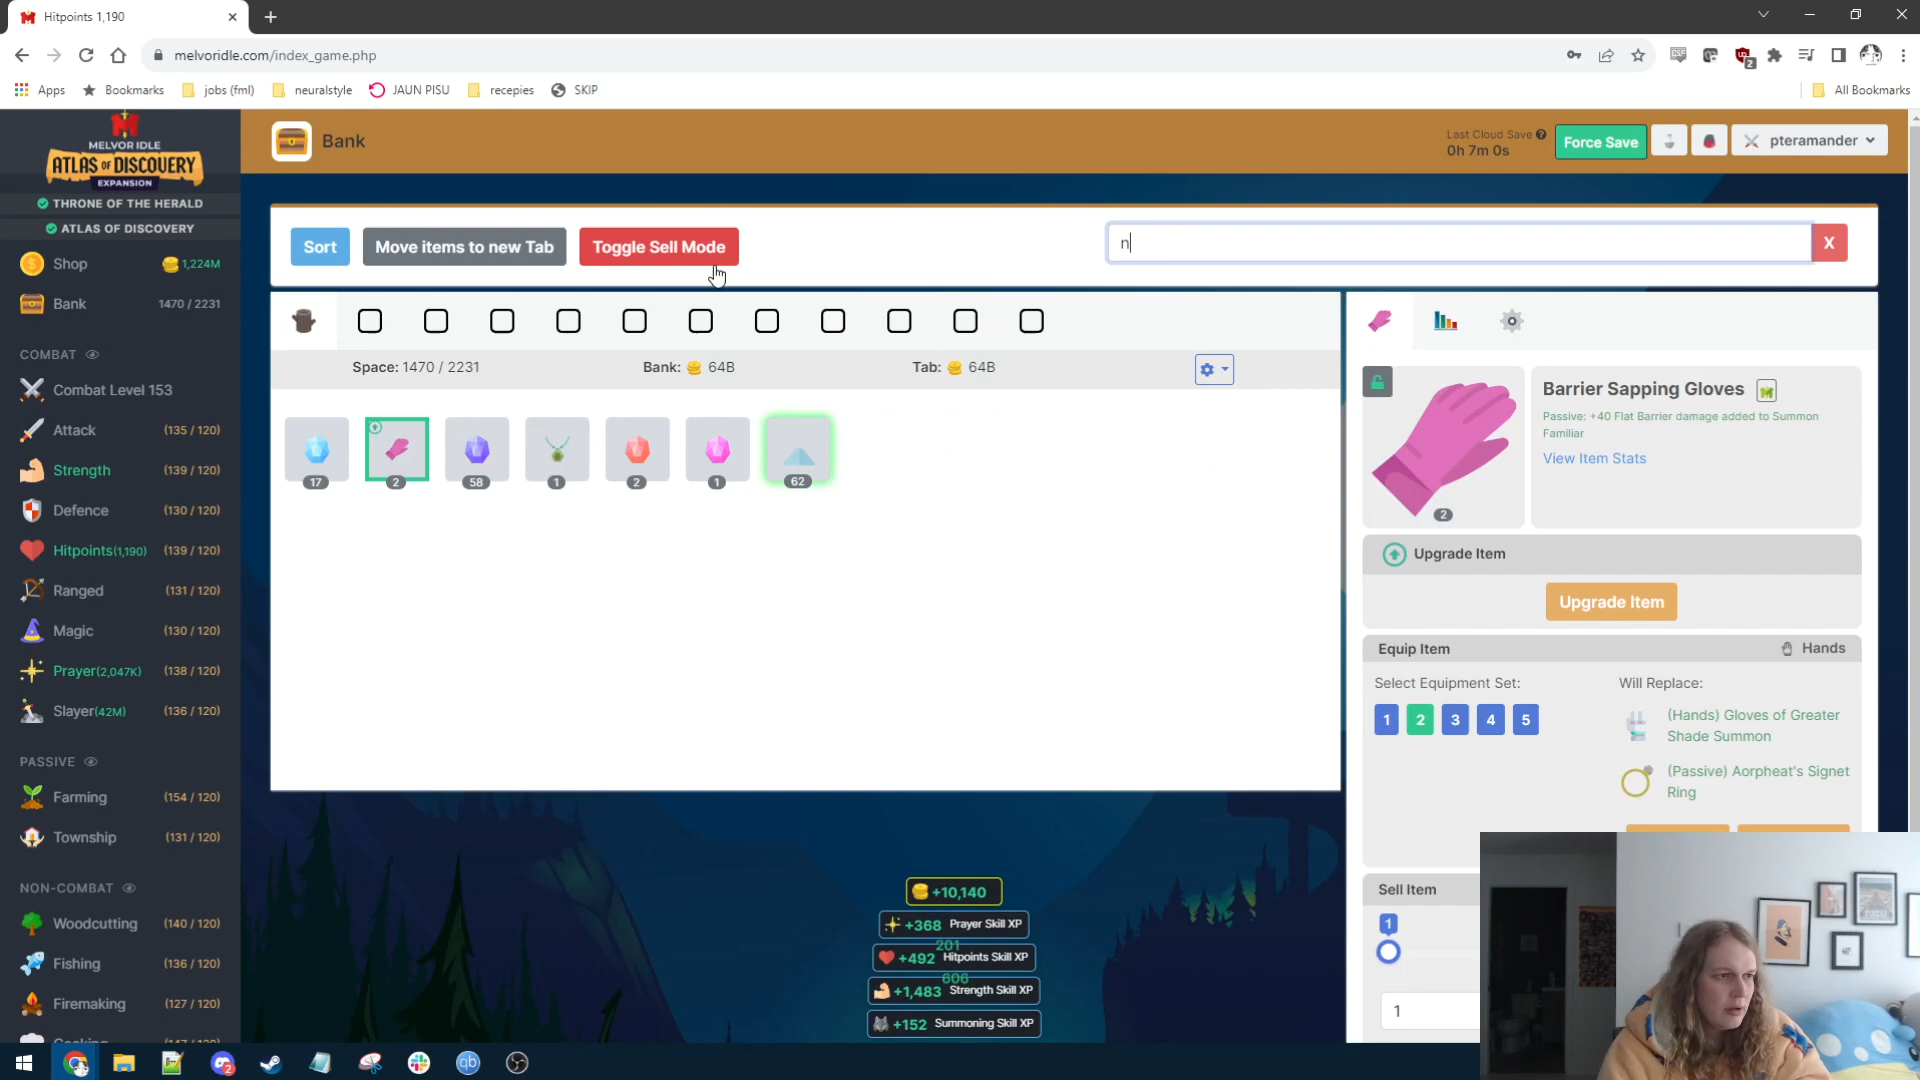 Hitpoints 1,190
melvoridle.com/index_game.php
Apps
Bookmarks
jobs (fml)
neuralstyle
JAUN PISU
recepies
SKIP
All Bookmarks
MELVOR IDLE
ATLAS OF DISCOVERY
EXPANSION
THRONE OF THE HERALD
ATLAS OF DISCOVERY
Shop 1,224M
Bank 1470 / 2231
COMBAT
Combat Level 153
Attack (135 / 120)
Strength (139 / 120)
Defence (130 / 120)
Hitpoints(1,190) (139 / 120)
Ranged (131 / 120)
Magic (130 / 120)
Prayer(2,047K) (138 / 120)
Slayer(42M) (136 / 120)
PASSIVE
Farming (154 / 120)
Township (131 / 120)
NON-COMBAT
Woodcutting (140 / 120)
Fishing (136 / 120)
Firemaking (127 / 120)
Bank
Last Cloud Save
0h 7m 0s
Force Save
pteramander
Sort
Move items to new Tab
Toggle Sell Mode
n
X
Space: 1470 / 2231
Bank: 64B
Tab: 64B
17
2
58
1
2
1
62
Barrier Sapping Gloves
Passive: +40 Flat Barrier damage added to Summon
Familiar
View Item Stats
2
Upgrade Item
Upgrade Item
Equip Item
Hands
Select Equipment Set:
Will Replace:
1 2 3 4 5
(Hands) Gloves of Greater
Shade Summon
(Passive) Aorpheat's Signet
Ring
Sell Item
1
1
+10,140
+368 Prayer Skill XP
201
+492 Hitpoints Skill XP
606
+1,483 Strength Skill XP
+152 Summoning Skill XP